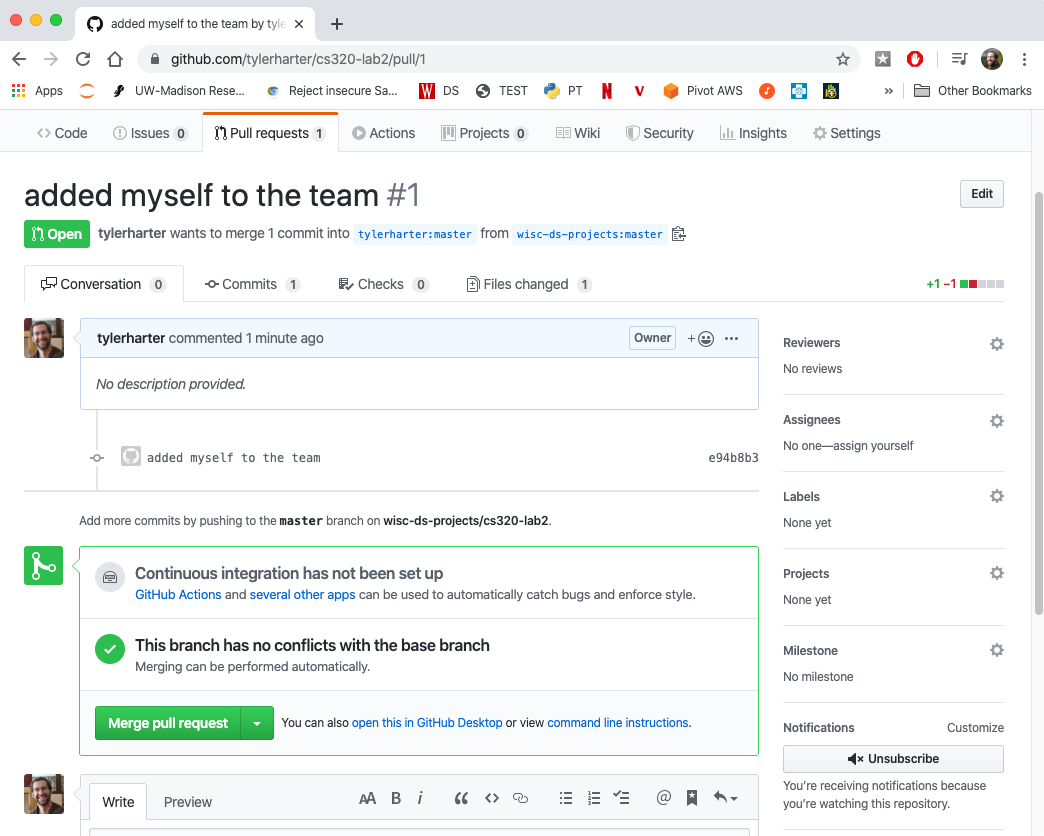 added myself to the team by tyle
github.com/tylerharter/cs320-lab2/pull/1
Apps UW-Madison Rese... Reject insecure Sa... DS TEST PT Pivot AWS » Other Bookmarks
Code Issues 0 Pull requests 1 Actions Projects 0 Wiki Security Insights Settings
added myself to the team #1
Edit
Open tylerharter wants to merge 1 commit into tylerharter:master from wisc-ds-projects:master
Conversation 0 Commits 1 Checks 0 Files changed 1 +1 −1
tylerharter commented 1 minute ago Owner
No description provided.
added myself to the team e94b8b3
Add more commits by pushing to the master branch on wisc-ds-projects/cs320-lab2.
Continuous integration has not been set up
GitHub Actions and several other apps can be used to automatically catch bugs and enforce style.
This branch has no conflicts with the base branch
Merging can be performed automatically.
Merge pull request You can also open this in GitHub Desktop or view command line instructions.
Write Preview AA B i
Reviewers
No reviews
Assignees
No one—assign yourself
Labels
None yet
Projects
None yet
Milestone
No milestone
Notifications Customize
Unsubscribe
You're receiving notifications because
you're watching this repository.